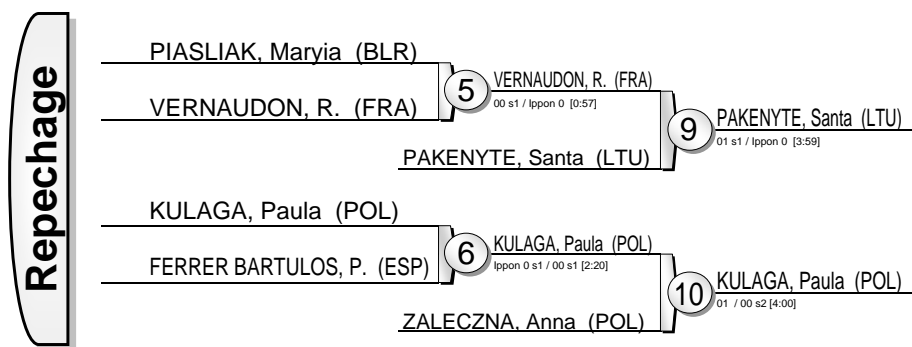 Repechage
PIASLIAK, Maryia (BLR)
VERNAUDON, R. (FRA)
5
VERNAUDON, R. (FRA)
00 s1 / Ippon 0 [0:57]
PAKENYTE, Santa (LTU)
9
PAKENYTE, Santa (LTU)
01 s1 / Ippon 0 [3:59]
KULAGA, Paula (POL)
FERRER BARTULOS, P. (ESP)
6
KULAGA, Paula (POL)
Ippon 0 s1 / 00 s1 [2:20]
ZALECZNA, Anna (POL)
10
KULAGA, Paula (POL)
01 / 00 s2 [4:00]